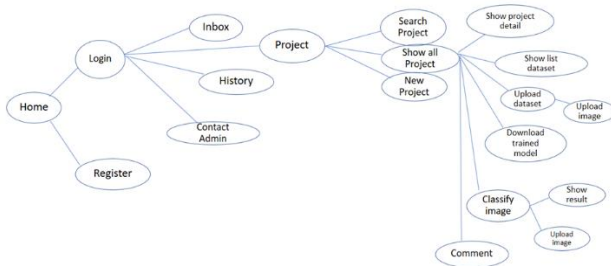 Home
Login
Register
Inbox
History
Contact
Admin
Project
Search
Project
Show all
Project
New
Project
Show project
detail
Show list
dataset
Upload
dataset
Upload
image
Download
trained
model
Classify
image
Show
result
Upload
image
Comment